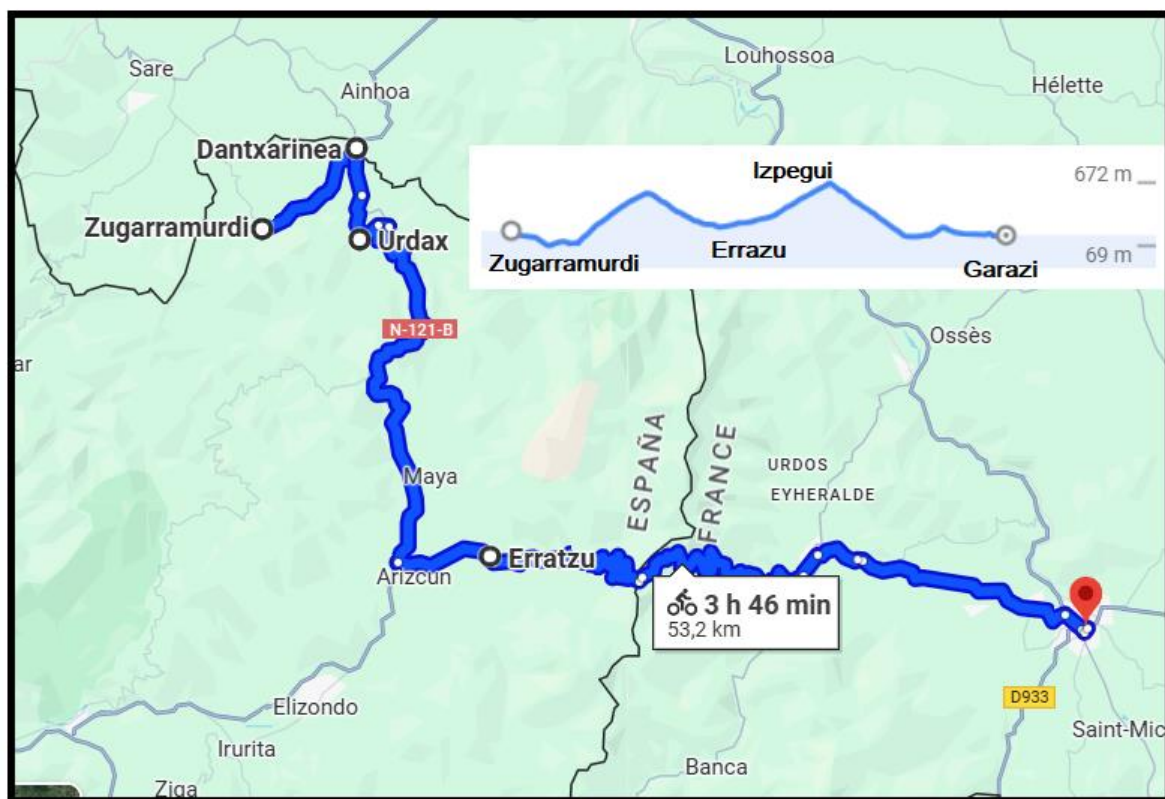 Louhossoa
Sare
Hélette
Ainhoa
Dantxarinea
Izpegui
672 m
Zugarramurdi
Urdax
Errazu
69 m
Zugarramurdi
Garazi
N-121-B
Ossès
ar
ESPAÑA
FRANCE
URDOS
Maya
EYHERALDE
Erratzu
Arizcun
3 h 46 min
53,2 km
Elizondo
D933
Saint-Mic
Irurita
Banca
Ziga